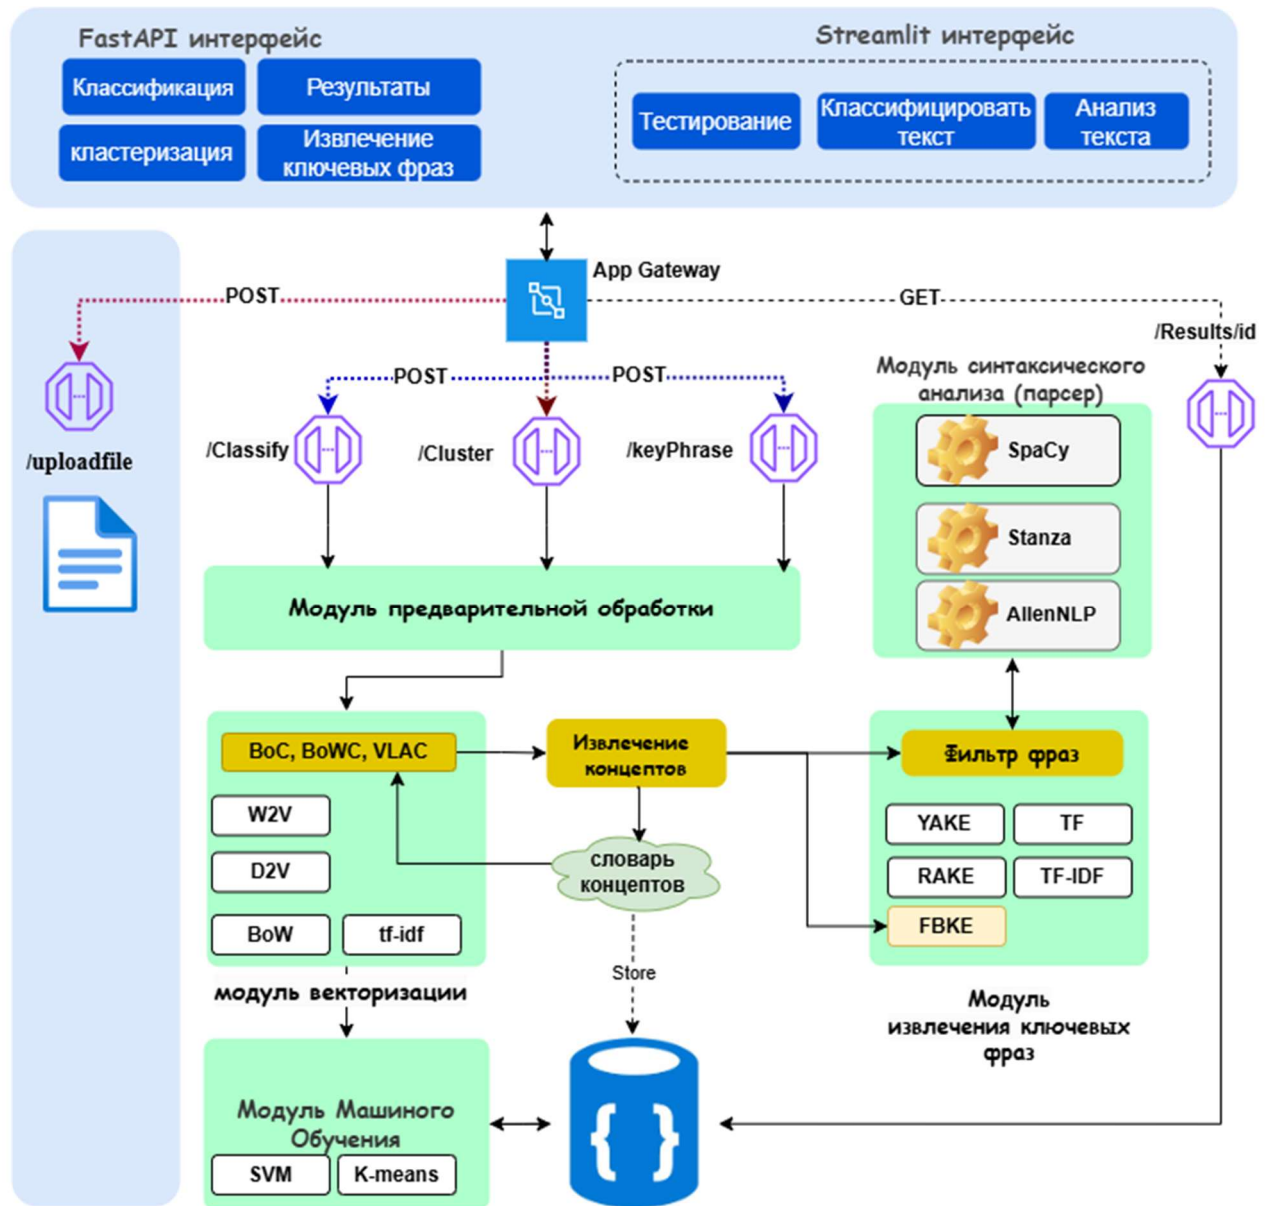 FastAPI интерфейс
Streamlit интерфейс
Классификация
Результаты
кластеризация
Извлечение
ключевых фраз
Тестирование
Классифицировать
текст
Анализ
текста
App Gateway
POST
GET
/Results/id
POST
POST
/uploadfile
/Classify
/Cluster
/keyPhrase
Модуль синтаксического
анализа (парсер)
SpaCy
Stanza
AllenNLP
Модуль предварительной обработки
BoC, BoWC, VLAC
W2V
D2V
BoW
tf-idf
модуль векторизации
Извлечение
концептов
словарь
концептов
Store
Фильтр фраз
YAKE
TF
RAKE
TF-IDF
FBKE
Модуль
извлечения ключевых
фраз
Модуль Машиного
Обучения
SVM
K-means
{ }